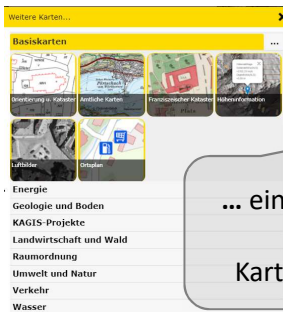 Weitere Karten...
Basiskarten ...
Orientierung u. Kataster Amtliche Karten Franziszeischer Kataster Höheninformation
Luftbilder Ortsplan
Energie
Geologie und Boden
KAGIS-Projekte
Landwirtschaft und Wald
Raumordnung
Umwelt und Natur
Verkehr
Wasser
... ein
Kart